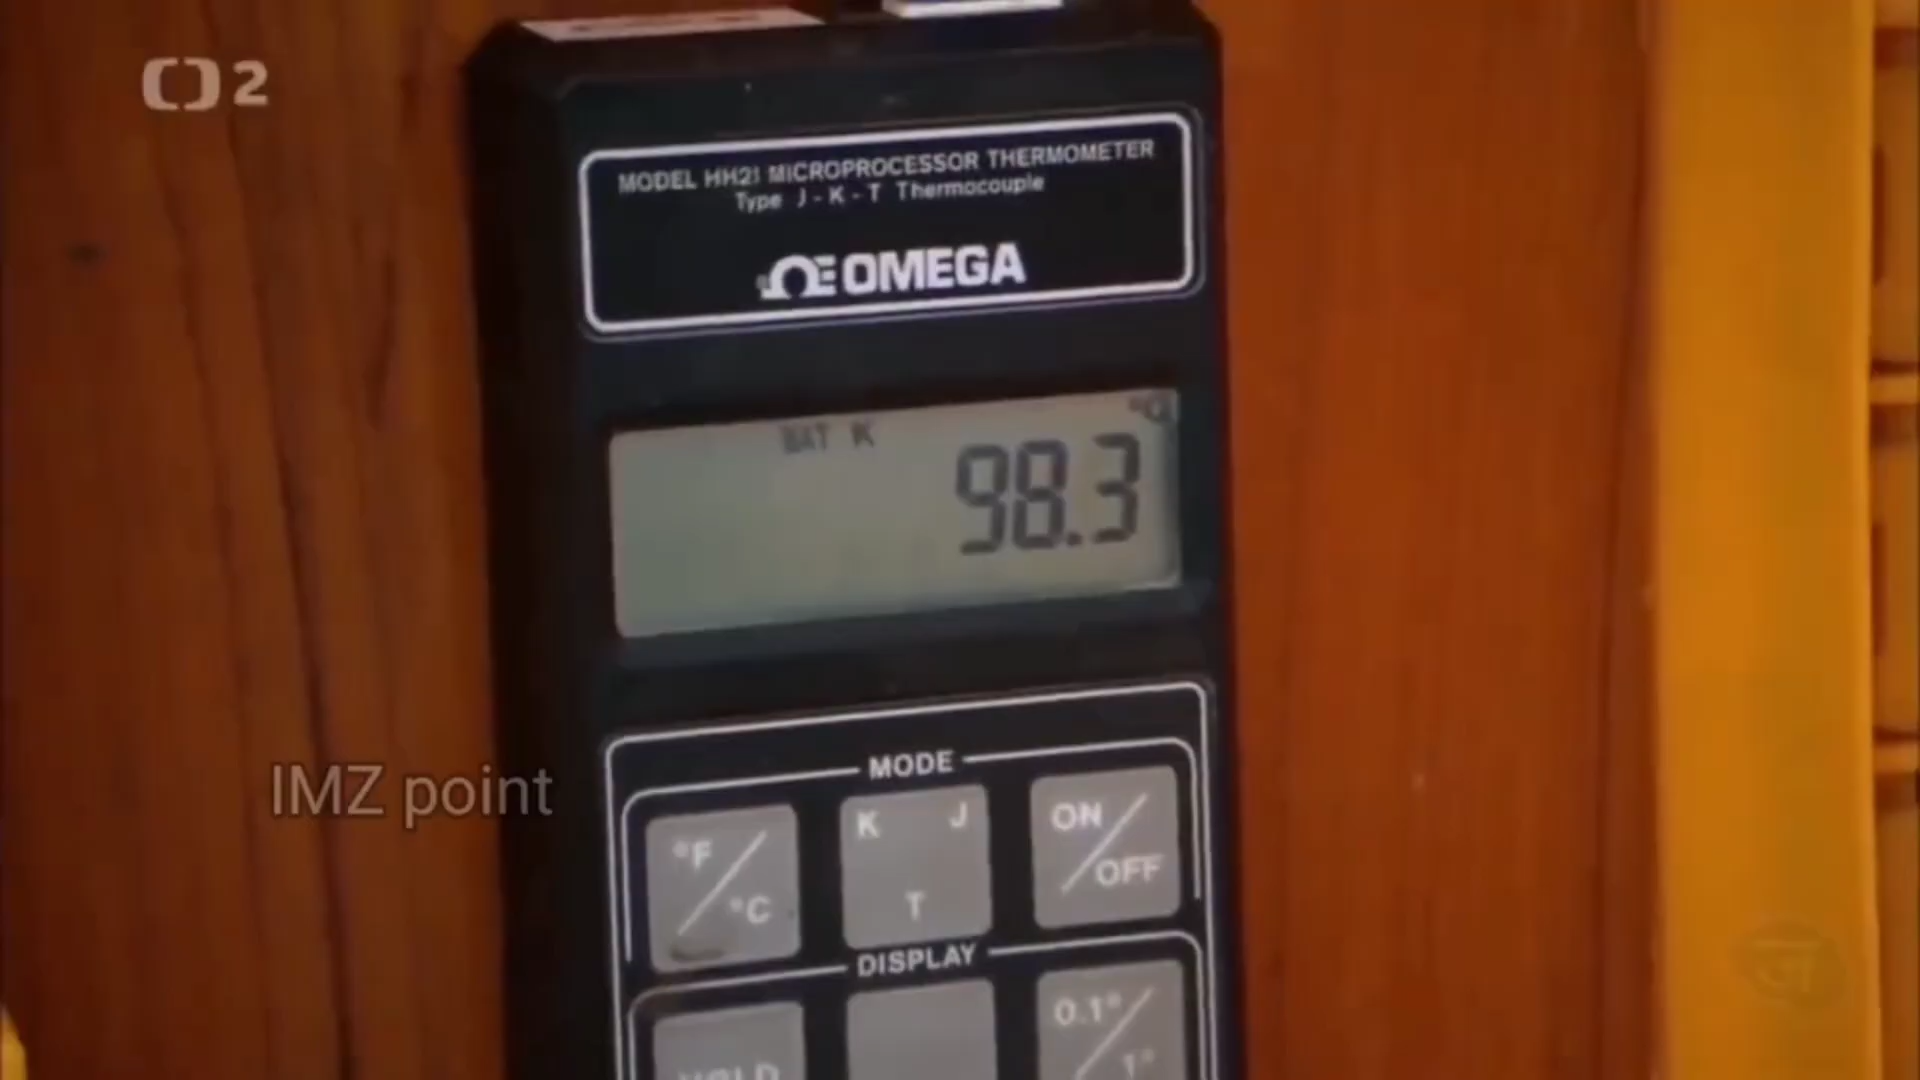 2
MODEL HH21 MICROPROCESSOR THERMOMETER
Type J - K - T Thermocouple
OMEGA
BAT K
98.3
IMZ point
MODE
°F/°C
K J
T
ON/OFF
DISPLAY
HOLD
0.1°/1°